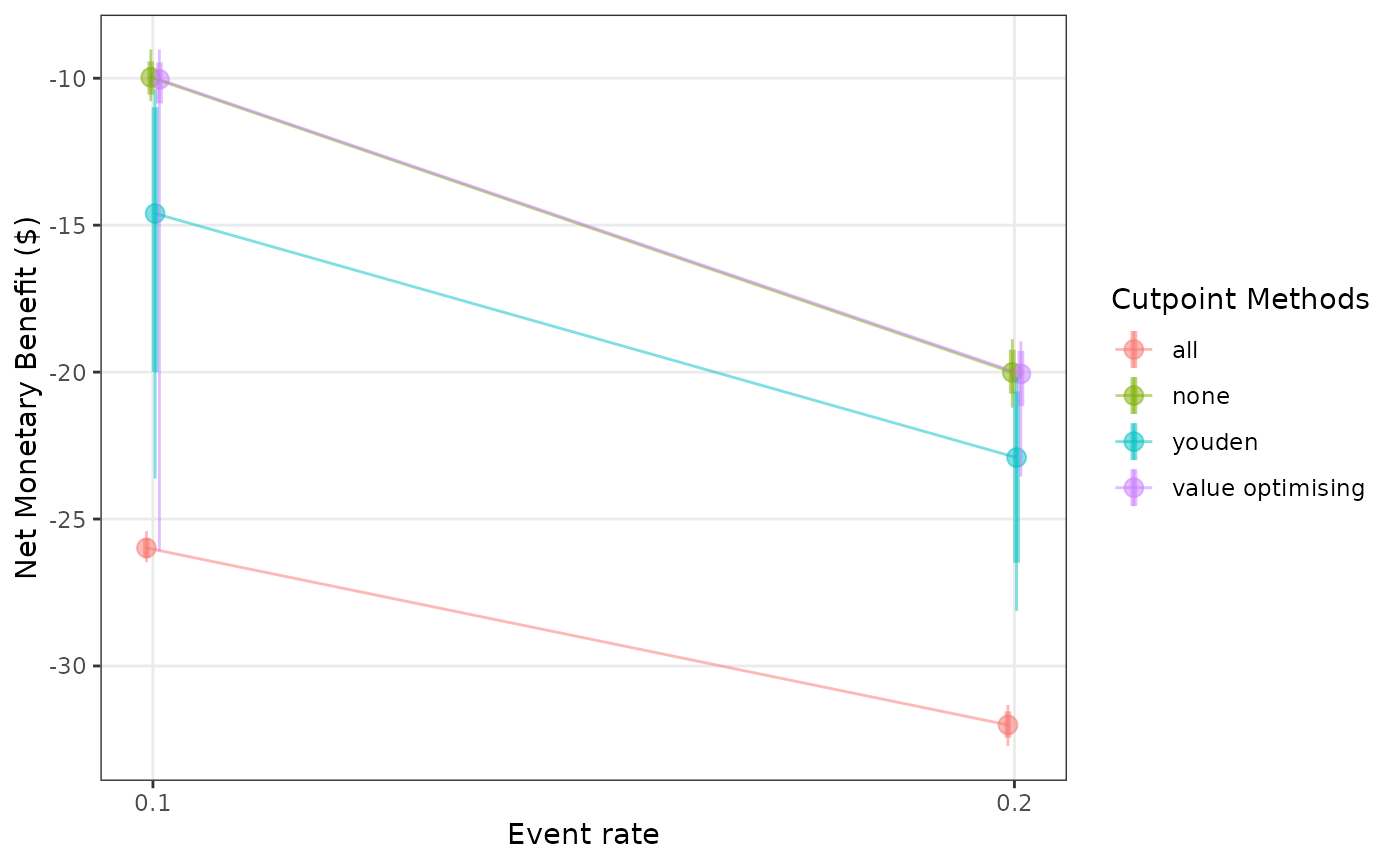 Net Monetary Benefit ($)
-10
-15
-20
-25
-30
0.1
0.2
Event rate
Cutpoint Methods
all
none
youden
value optimising